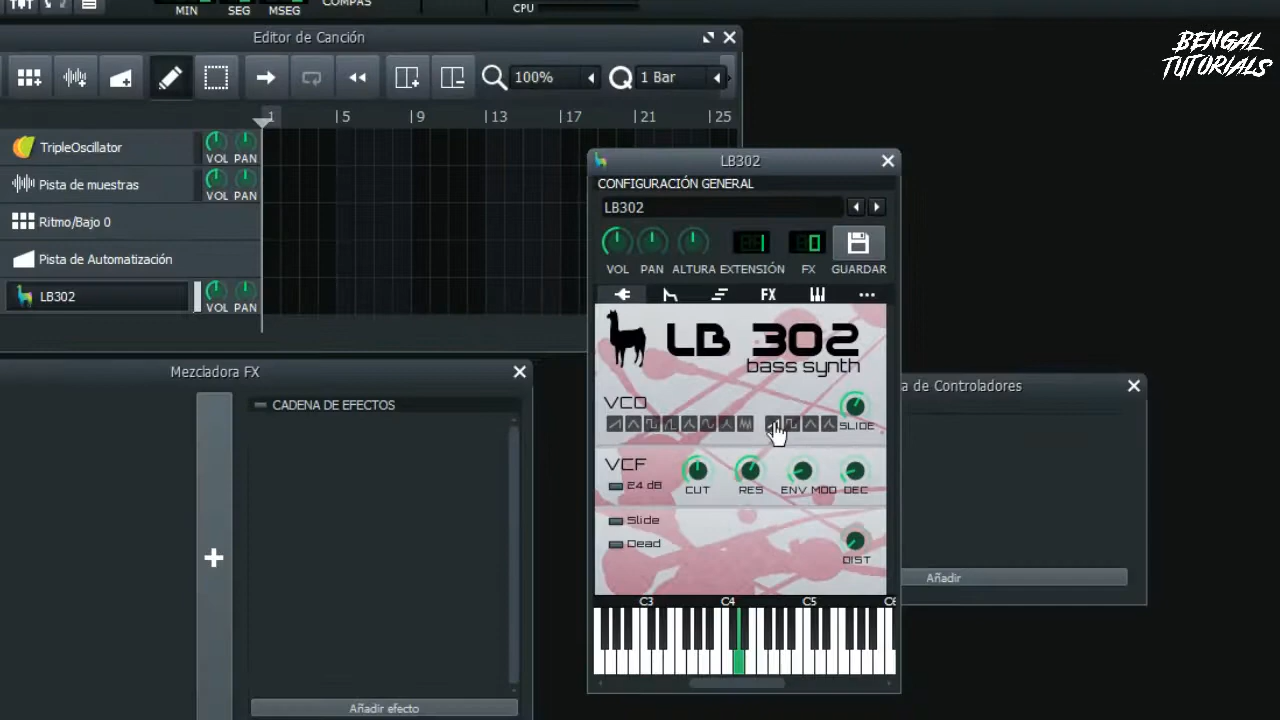 MIN SEG MSEG COMPAS CPU
BENGAL
TUTORIALS
Editor de Canción
100% 1 Bar
1 5 9 13 17 21 25
TripleOscillator VOL PAN
Pista de muestras VOL PAN
Ritmo/Bajo 0
Pista de Automatización
LB302 VOL PAN
LB302
CONFIGURACIÓN GENERAL
LB302
1 0
VOL PAN ALTURA EXTENSIÓN FX GUARDAR
FX
LB 302
bass synth
VCO
SLIDE
VCF
24 dB
CUT RES ENV MOD DEC
Slide
Dead
DIST
C3 C4 C5 C6
Mezcladora FX
CADENA DE EFECTOS
Añadir efecto
a de Controladores
Añadir